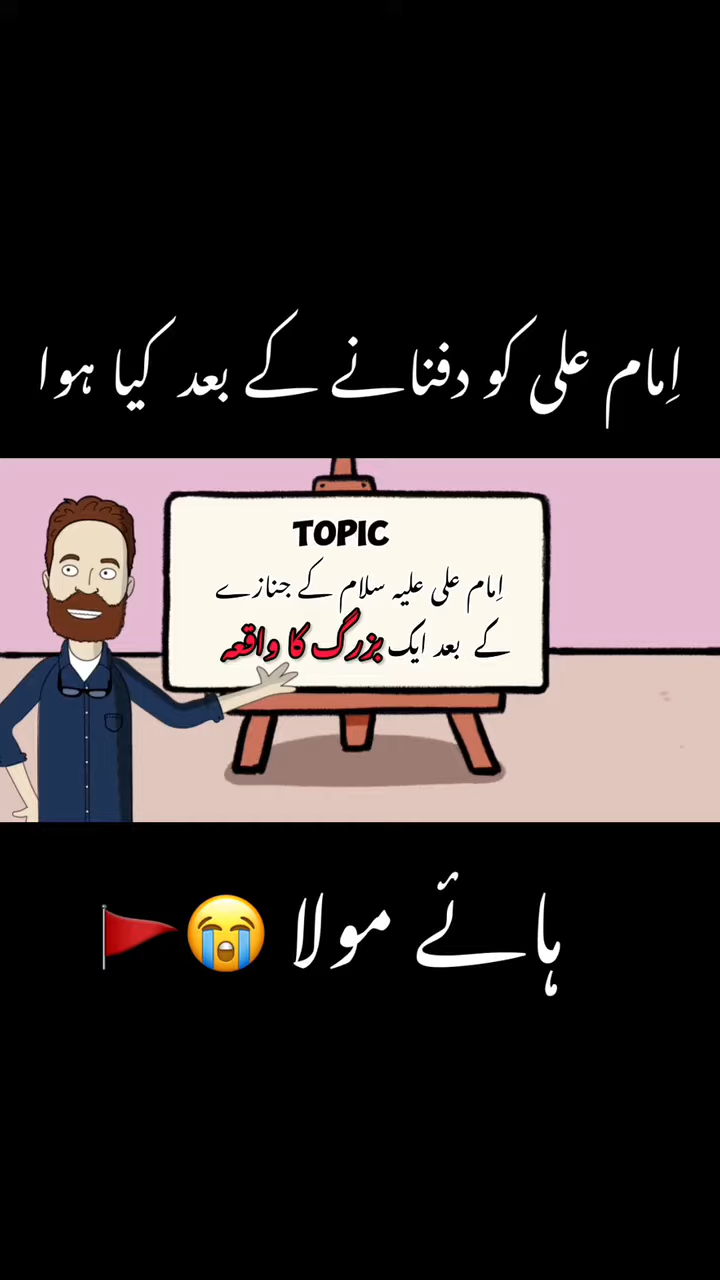 اِمام علی کو دفنانے کے بعد کیا ہوا
TOPIC
اِمام علی علیہ سلام کے جنازے
کے بعد ایک بزرگ کا واقعہ
ہائے مولا 😭🚩